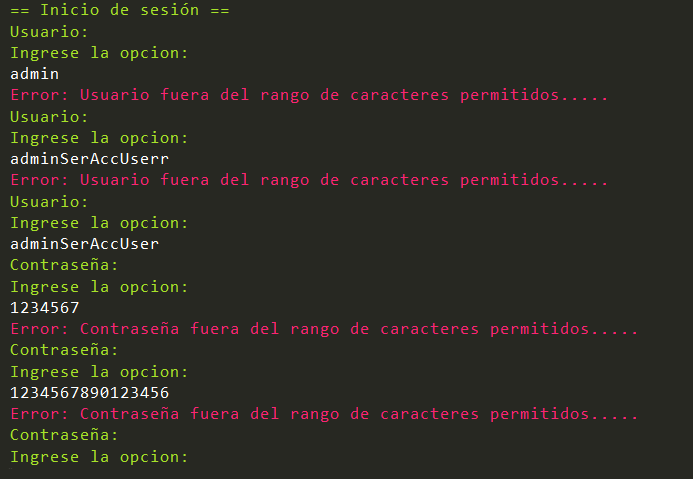 == Inicio de sesión ==
Usuario:
Ingrese la opcion:
admin
Error: Usuario fuera del rango de caracteres permitidos.....
Usuario:
Ingrese la opcion:
adminSerAccUserr
Error: Usuario fuera del rango de caracteres permitidos.....
Usuario:
Ingrese la opcion:
adminSerAccUser
Contraseña:
Ingrese la opcion:
1234567
Error: Contraseña fuera del rango de caracteres permitidos.....
Contraseña:
Ingrese la opcion:
1234567890123456
Error: Contraseña fuera del rango de caracteres permitidos.....
Contraseña:
Ingrese la opcion: